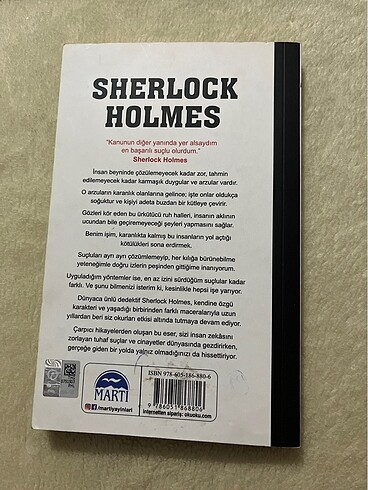 SHERLOCK
HOLMES
"Kanunun diğer yanında yer alsaydım
en başarılı suçlu olurdum."
Sherlock Holmes
İnsan beyninde çözülemeyecek kadar zor, tahmin
edilemeyecek kadar karmaşık duygular ve arzular vardır.
O arzuların karanlık olanlarına gelince; işte onlar oldukça
soğuktur ve kişiyi adeta buzdan bir kütleye çevirir.
Gözleri kör eden bu ürkütücü ruh halleri, insanın aklının
ucundan bile geçiremeyeceği şeyleri yapmasını sağlar.
Benim işim, karanlıkta kalmış bu insanların yol açtığı
kötülükleri sona erdirmek.
Suçluları ayrı ayrı çözümlemeyip, her kılığa bürünebilme
yeteneğimle doğru izlerin peşinden gittiğime inanıyorum.
Uyguladığım yöntemler ise, en az izini sürdüğüm suçlular kadar
farklı. Ve şunu bilmenizi isterim ki, kesinlikle hepsi işe yarıyor.
Dünyaca ünlü dedektif Sherlock Holmes, kendine özgü
karakteri ve yaşadığı birbirinden farklı maceralarıyla uzun
yıllardan beri siz okurları etkisi altında tutmaya devam ediyor.
Çarpıcı hikayelerden oluşan bu eser, sizi insan zekâsını
zorlayan tuhaf suçlar ve cinayetler dünyasında gezdirirken,
gerçeğe giden bir yolda yalnız olmadığınızı da hissettiriyor.
MARTI
/martiyayinlari
ISBN 978-605-186-880-6
9 786051 868806
internetten sipariş: okuoku.com